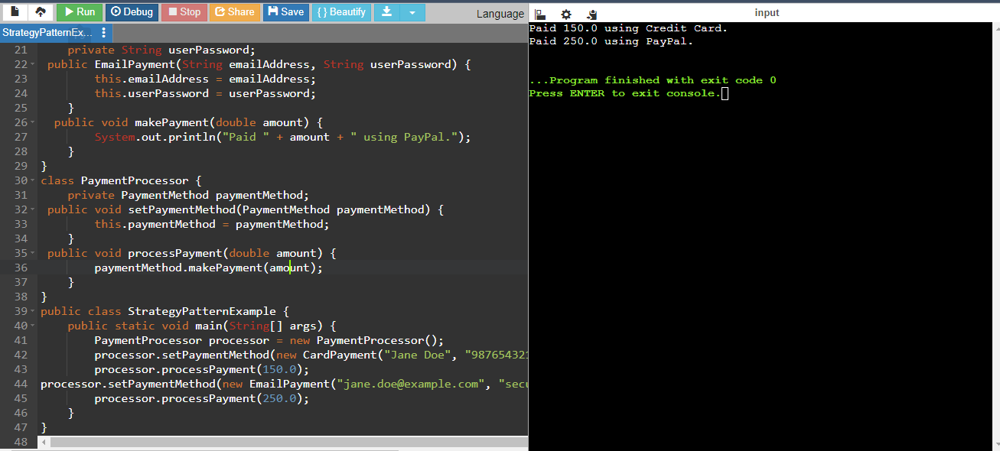 Run Debug Stop Share Save { } Beautify Language
input
StrategyPatternEx...
21 private String userPassword;
22 public EmailPayment(String emailAddress, String userPassword) {
23 this.emailAddress = emailAddress;
24 this.userPassword = userPassword;
25 }
26 public void makePayment(double amount) {
27 System.out.println("Paid " + amount + " using PayPal.");
28 }
29 }
30 class PaymentProcessor {
31 private PaymentMethod paymentMethod;
32 public void setPaymentMethod(PaymentMethod paymentMethod) {
33 this.paymentMethod = paymentMethod;
34 }
35 public void processPayment(double amount) {
36 paymentMethod.makePayment(amount);
37 }
38 }
39 public class StrategyPatternExample {
40 public static void main(String[] args) {
41 PaymentProcessor processor = new PaymentProcessor();
42 processor.setPaymentMethod(new CardPayment("Jane Doe", "987654321
43 processor.processPayment(150.0);
44 processor.setPaymentMethod(new EmailPayment("jane.doe@example.com", "secu
45 processor.processPayment(250.0);
46 }
47 }
48
Paid 150.0 using Credit Card.
Paid 250.0 using PayPal.
...Program finished with exit code 0
Press ENTER to exit console.